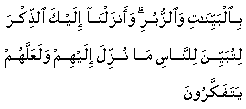 بِٱلۡبَيِّنَٰتِ وَٱلزُّبُرِۗ وَأَنزَلۡنَآ إِلَيۡكَ ٱلذِّكۡرَ
لِتُبَيِّنَ لِلنَّاسِ مَا نُزِّلَ إِلَيۡهِمۡ وَلَعَلَّهُمۡ
يَتَفَكَّرُونَ